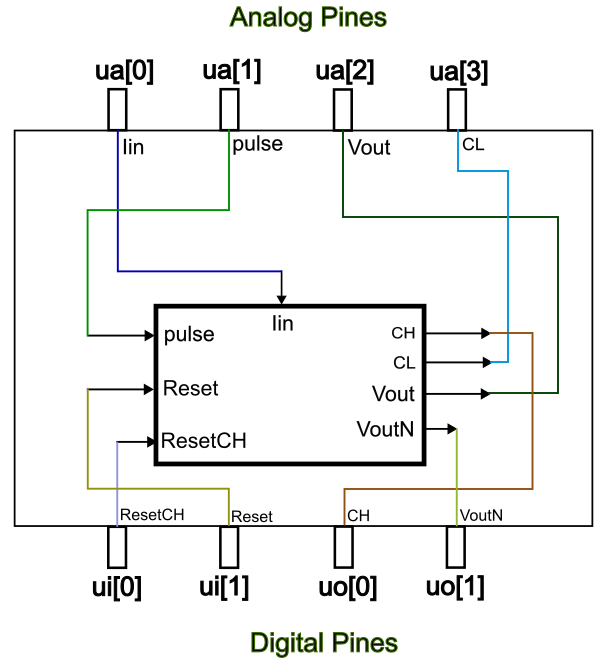 Analog Pines
ua[0] ua[1] ua[2] ua[3]
Iin pulse Vout CL
Iin
pulse CH
CL
Reset Vout
VoutN
ResetCH
ResetCH Reset CH VoutN
ui[0] ui[1] uo[0] uo[1]
Digital Pines